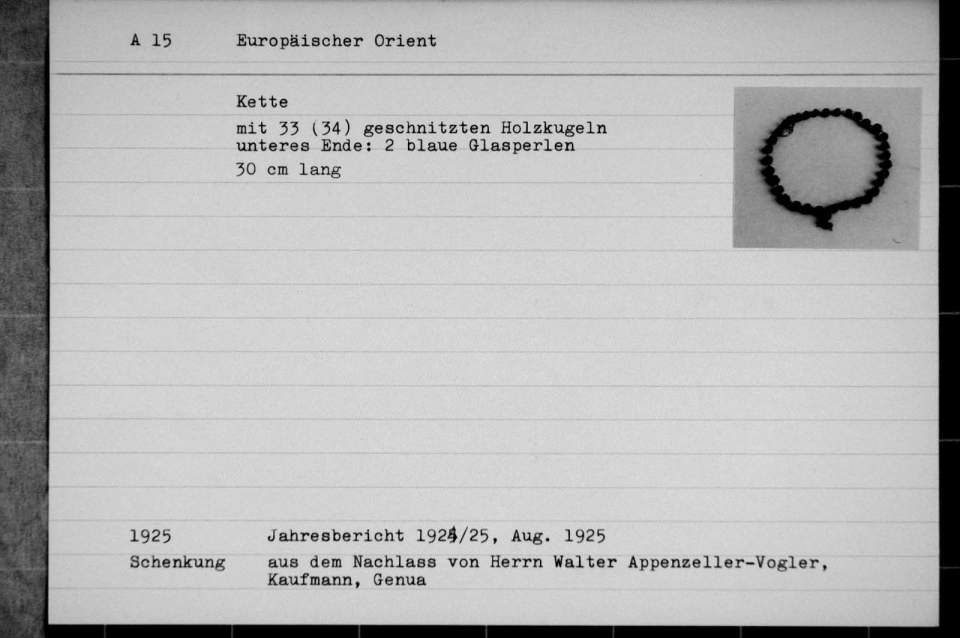 A 15 Europäischer Orient
Kette
mit 33 (34) geschnitzten Holzkugeln
unteres Ende: 2 blaue Glasperlen
30 cm lang
1925 Jahresbericht 1924/25, Aug. 1925
Schenkung aus dem Nachlass von Herrn Walter Appenzeller-Vogler,
Kaufmann, Genua